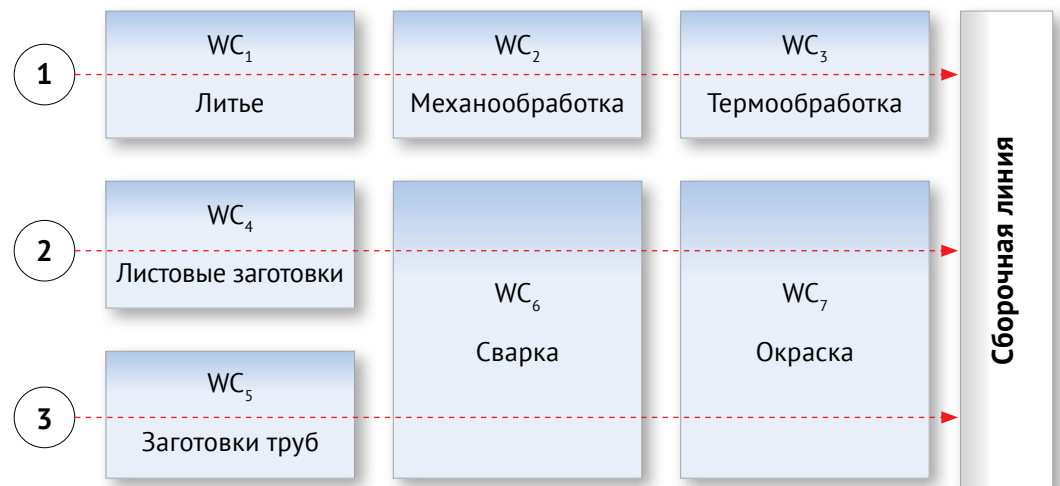 1
WC₁
Литье
WC₂
Механообработка
WC₃
Термообработка
2
WC₄
Листовые заготовки
3
WC₅
Заготовки труб
WC₆
Сварка
WC₇
Окраска
Сборочная линия